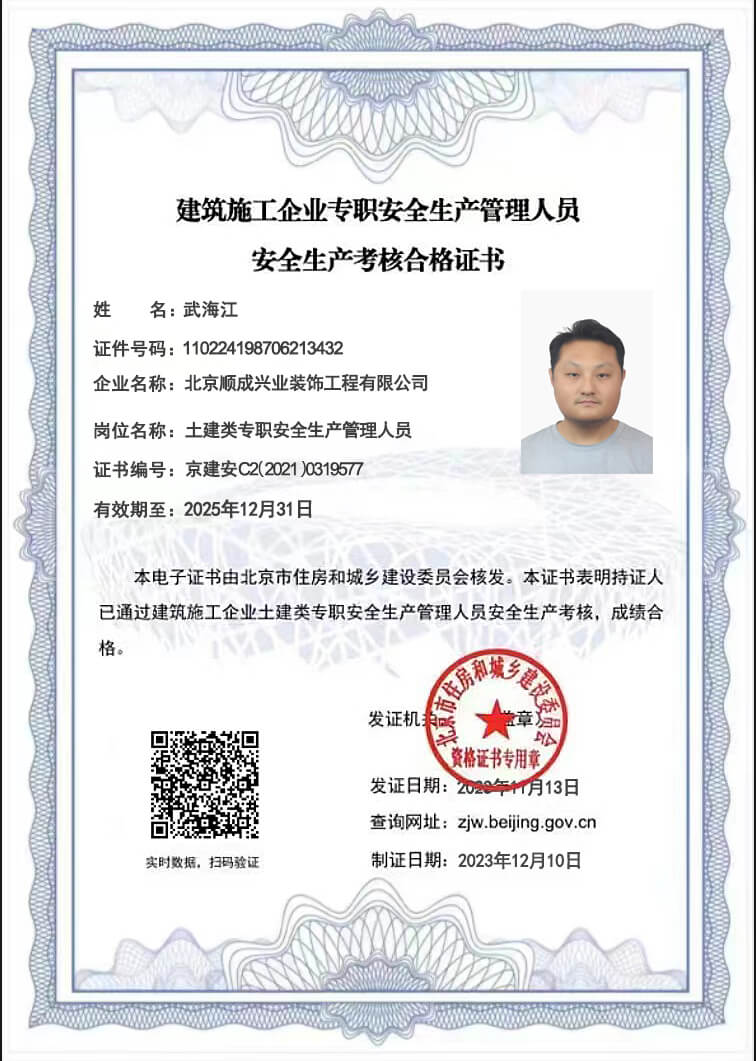 建筑施工企业专职安全生产管理人员
安全生产考核合格证书
姓 名：武海江
证件号码：110224198706213432
企业名称：北京顺成兴业装饰工程有限公司
岗位名称：土建类专职安全生产管理人员
证书编号：京建安C2(2021)0319577
有效期至：2025年12月31日
本电子证书由北京市住房和城乡建设委员会核发。本证书表明持证人
已通过建筑施工企业土建类专职安全生产管理人员安全生产考核，成绩合
格。
北京市住房和城乡建设委员会
发证机关 盖章）
资格证书专用章
发证日期： 11月13日
查询网址：zjw.beijing.gov.cn
实时数据，扫码验证
制证日期：2023年12月10日